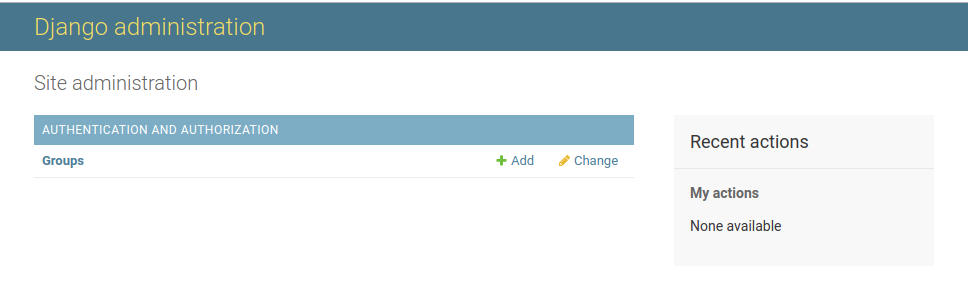 Django administration
Site administration
AUTHENTICATION AND AUTHORIZATION
Groups Add Change
Recent actions
My actions
None available